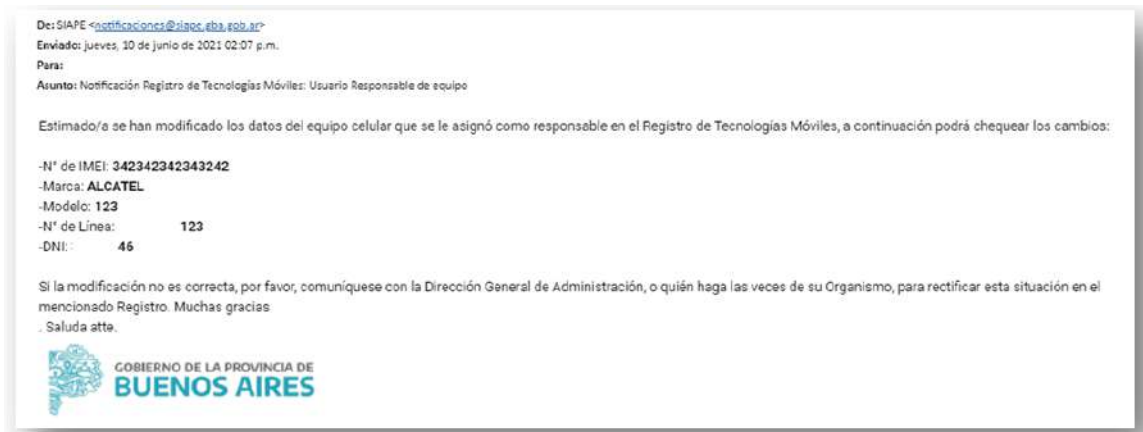 De: SIAPE <notificaciones@siape.gba.gob.ar>
Enviado: jueves, 10 de junio de 2021 02:07 p.m.
Para:
Asunto: Notificación Registro de Tecnologías Móviles: Usuario Responsable de equipo
Estimado/a se han modificado los datos del equipo celular que se le asignó como responsable en el Registro de Tecnologías Móviles, a continuación podrá chequear los cambios:
-N° de IMEI: 342342342343242
-Marca: ALCATEL
-Modelo: 123
-N° de Línea: 123
-DNI: 46
Si la modificación no es correcta, por favor, comuníquese con la Dirección General de Administración, o quién haga las veces de su Organismo, para rectificar esta situación en el
mencionado Registro. Muchas gracias
. Saluda atte.
GOBIERNO DE LA PROVINCIA DE
BUENOS AIRES